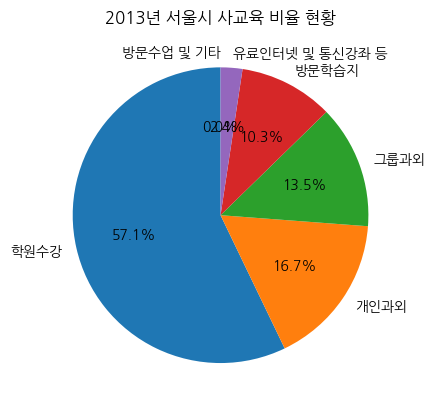 2013년 서울시 사교육 비율 현황
방문수업 및 기타
유료인터넷 및 통신강좌 등
방문학습지
10.3%
그룹과외
13.5%
학원수강
57.1%
16.7%
개인과외